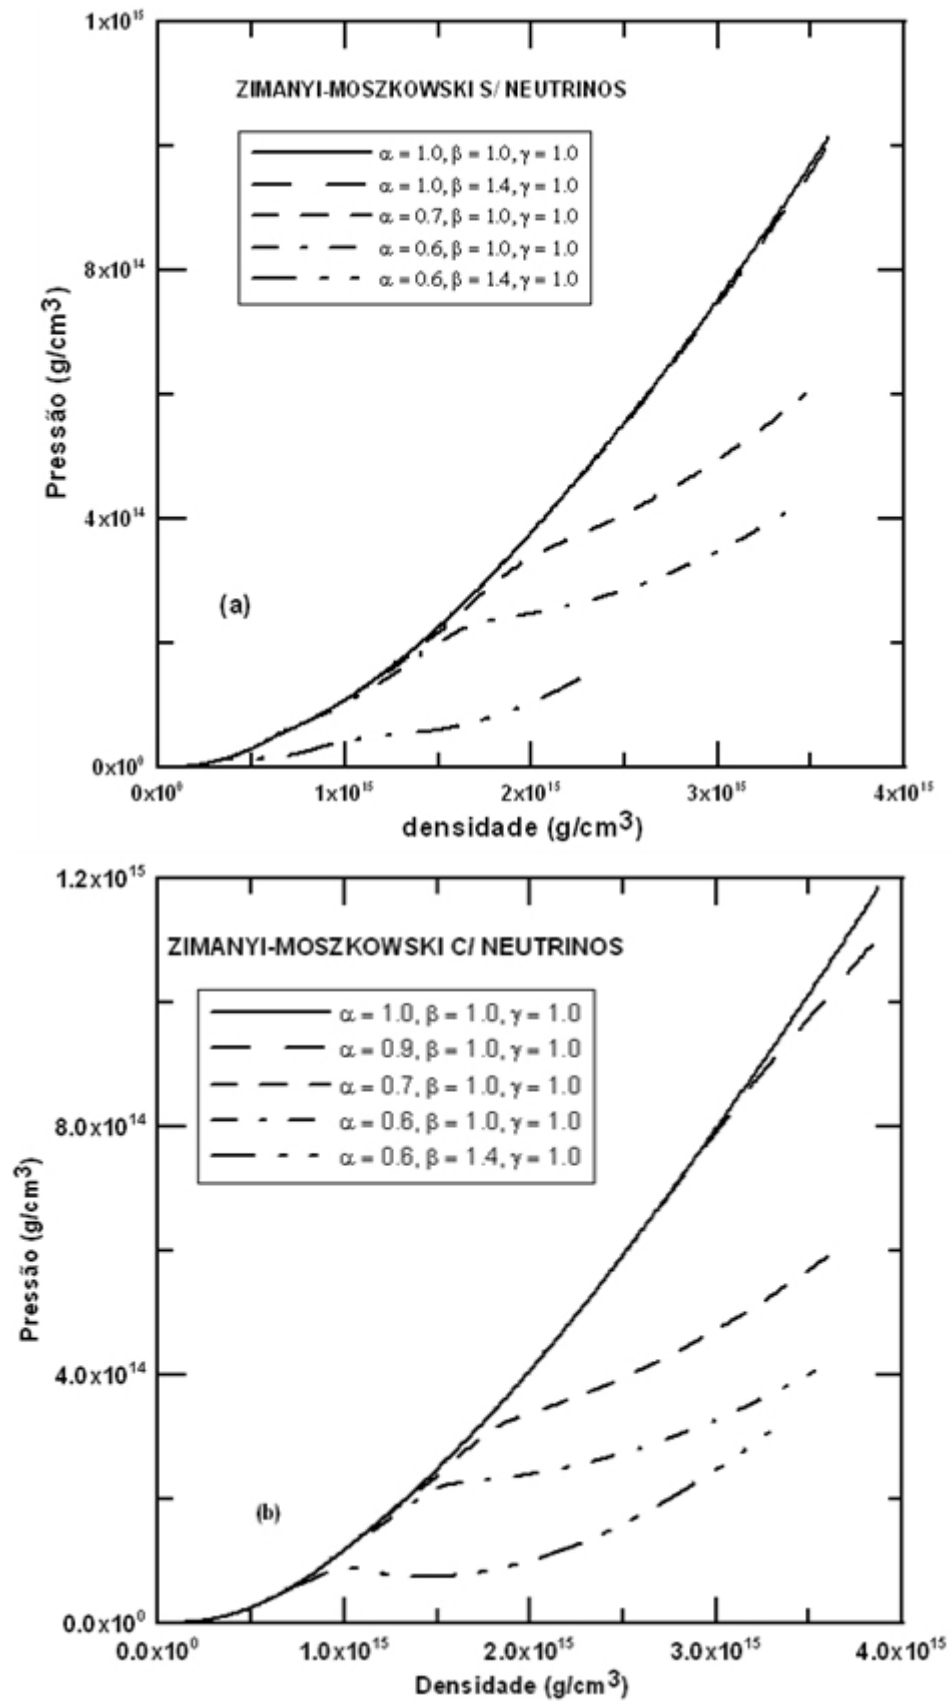 1x10¹⁵
ZIMANYI-MOSZKOWSKI S/ NEUTRINOS
α = 1.0, β = 1.0, γ = 1.0
α = 1.0, β = 1.4, γ = 1.0
α = 0.7, β = 1.0, γ = 1.0
α = 0.6, β = 1.0, γ = 1.0
α = 0.6, β = 1.4, γ = 1.0
8x10¹⁴
Pressão (g/cm³)
4x10¹⁴
(a)
0x10⁰
0x10⁰ 1x10¹⁵ 2x10¹⁵ 3x10¹⁵ 4x10¹⁵
densidade (g/cm³)
1.2x10¹⁵
ZIMANYI-MOSZKOWSKI C/ NEUTRINOS
α = 1.0, β = 1.0, γ = 1.0
α = 0.9, β = 1.0, γ = 1.0
α = 0.7, β = 1.0, γ = 1.0
α = 0.6, β = 1.0, γ = 1.0
α = 0.6, β = 1.4, γ = 1.0
8.0x10¹⁴
Pressão (g/cm³)
4.0x10¹⁴
(b)
0.0x10⁰
0.0x10⁰ 1.0x10¹⁵ 2.0x10¹⁵ 3.0x10¹⁵ 4.0x10¹⁵
Densidade (g/cm³)